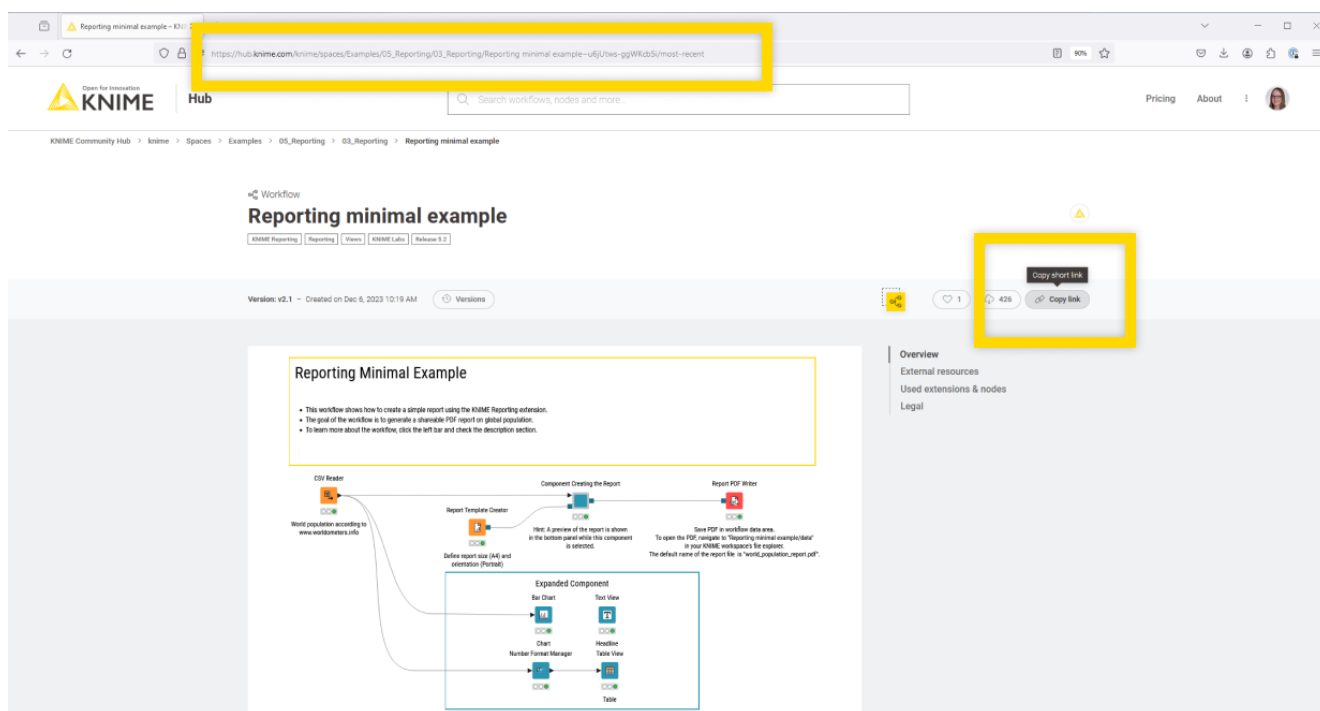 Reporting minimal example – KNI
https://hub.knime.com/knime/spaces/Examples/05_Reporting/03_Reporting/Reporting minimal example~u6jUtws-ggWKcb5i/most-recent
90%
Open for Innovation
KNIME
Hub
Search workflows, nodes and more...
Pricing
About
KNIME Community Hub > knime > Spaces > Examples > 05_Reporting > 03_Reporting > Reporting minimal example
Workflow
Reporting minimal example
KNIME Reporting
Reporting
Views
KNIME Labs
Release 5.2
Copy short link
Version: v2.1 – Created on Dec 6, 2023 10:19 AM
Versions
1
426
Copy link
Overview
External resources
Used extensions & nodes
Legal
Reporting Minimal Example
• This workflow shows how to create a simple report using the KNIME Reporting extension.
• The goal of the workflow is to generate a shareable PDF report on global population.
• To learn more about the workflow, click the left bar and check the description section.
CSV Reader
World population according to
www.worldometers.info
Report Template Creator
Define report size (A4) and
orientation (Portrait)
Component Creating the Report
Hint: A preview of the report is shown
in the bottom panel while this component
is selected.
Report PDF Writer
Save PDF in workflow data area.
To open the PDF, navigate to "Reporting minimal example/data"
in your KNIME workspace's file explorer.
The default name of the report file is "world_population_report.pdf".
Expanded Component
Bar Chart
Text View
Chart
Headline
Number Format Manager
Table View
Table